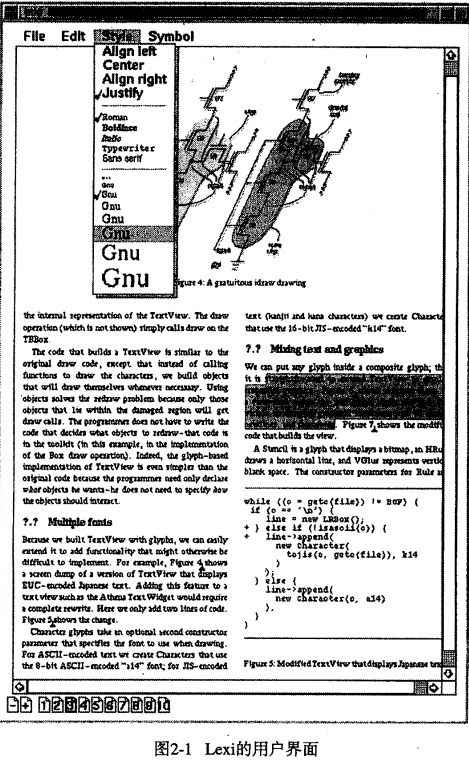 File Edit Style Symbol
Align left
Center
Align right
Justify
Roman
Boldface
Italic
Typewriter
Sans serif
Gnu
Gnu
Gnu
Gnu
Gnu
Gnu
Gnu
Figure 4: A gratuitous idraw drawing
the internal representation of the TextView. The draw
operation (which is not shown) simply calls draw on the
TBBox.
The code that builds a TextView is similar to the
original draw code, except that instead of calling
functions to draw the characters, we build objects
that will draw themselves whenever necessary. Using
objects solves the redraw problem because only those
objects that lie within the damaged region will get
draw calls. The programmer does not have to write the
code that decides what objects to redraw-that code is
in the toolkit (in this example, in the implementation
of the Box draw operation). Indeed, the glyph-based
implementation of TextView is even simpler than the
original code because the programmer need only declare
what objects he wants-he does not need to specify how
the objects should interact.
?.? Multiple fonts
Because we built TextView with glyphs, we can easily
extend it to add functionality that might otherwise be
difficult to implement. For example, Figure 4 shows
a screen dump of a version of TextView that displays
EUC-encoded Japanese text. Adding this feature to a
text view such as the Athena Text Widget would require
a complete rewrite. Here we only add two lines of code.
Figure 5 shows the change.
Character glyphs take an optional second constructor
parameter that specifies the font to use when drawing.
For ASCII-encoded text we create Characters that use
the 8-bit ASCII-encoded "a14" font; for JIS-encoded
text (kanji and kana characters) we create Characte
that use the 16-bit JIS-encoded "k14" font.
?.? Mixing text and graphics
We can put any glyph inside a composite glyph; th
it is
Figure 7 shows the modifi
code that builds the view.
A Stencil is a glyph that displays a bitmap, an HRu
draws a horizontal line, and VGlue represents vertic
blank space. The constructor parameters for Rule a
while ((c = getc(file)) != EOF) {
if (c == '\n') {
line = new LRBox();
+ } else if (!isascii(c)) {
+ line->append(
new Character(
tojis(c, getc(file)), k14
)
);
} else {
line->append(
new Character(c, a14)
);
}
}
Figure 5: Modified TextView that displays Japanese text
1 2 3 4 5 6 7 8 9 10
图2-1 Lexi的用户界面